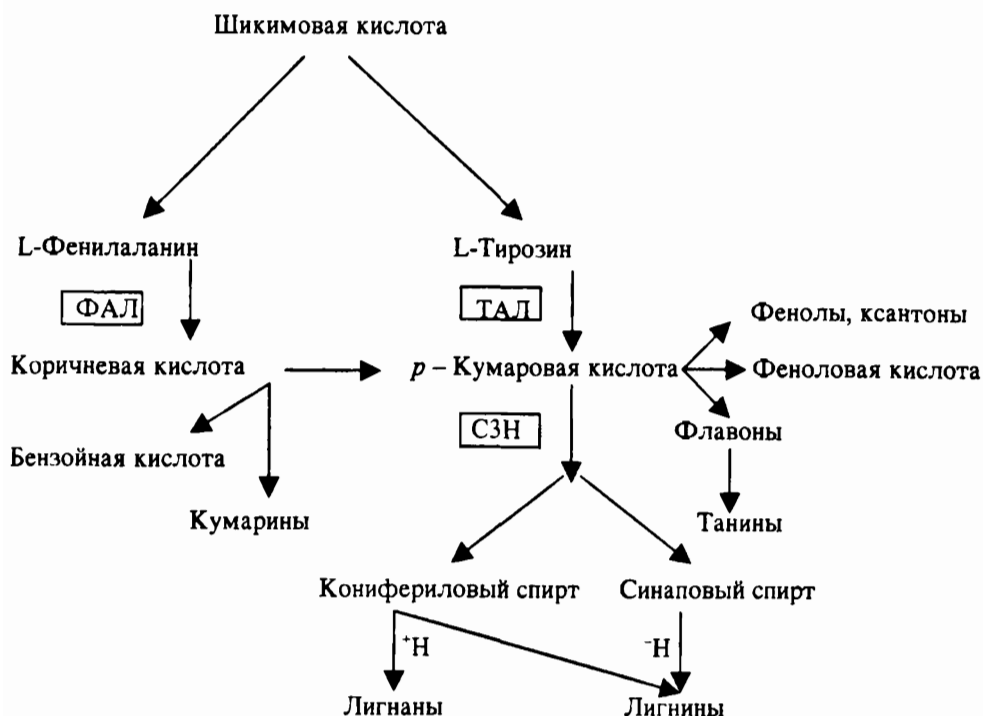 Шикимовая кислота
L-Фенилаланин
L-Тирозин
ФАЛ
ТАЛ
Фенолы, ксантоны
Коричневая кислота
р – Кумаровая кислота
Феноловая кислота
СЗН
Флавоны
Бензойная кислота
Кумарины
Танины
Конифериловый спирт
Синаповый спирт
⁺Н
⁻Н
Лигнаны
Лигнины